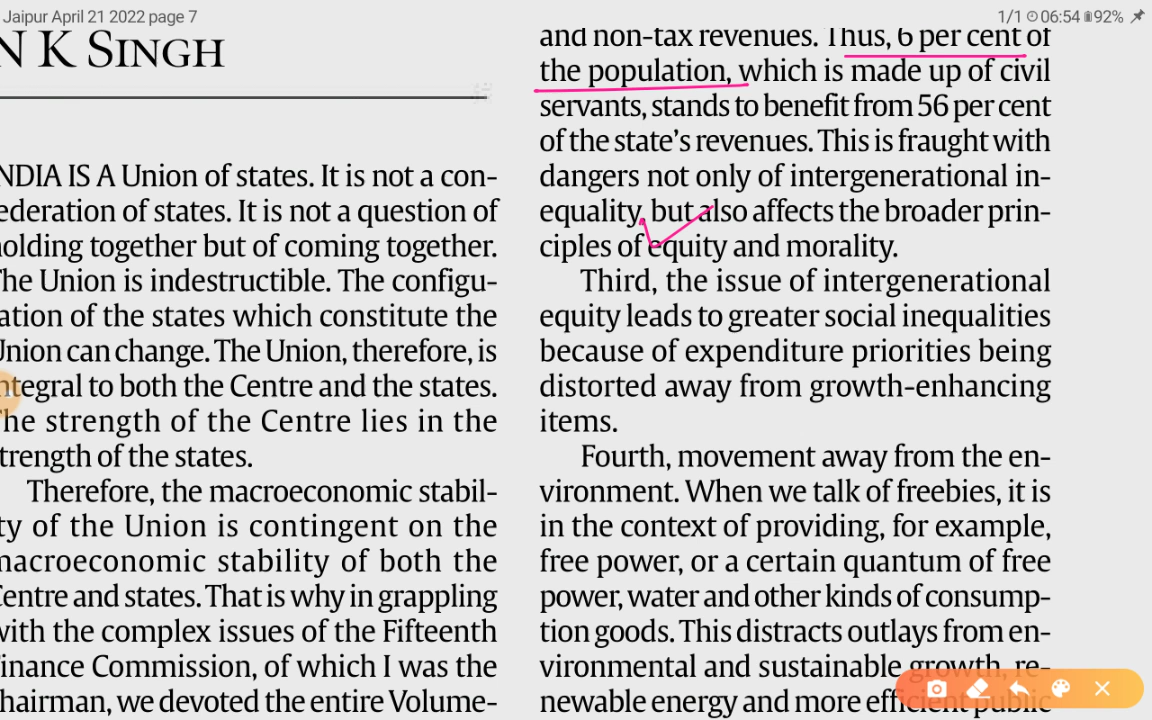 Jaipur April 21 2022 page 7
1/1 06:54 92%
N K SINGH
NDIA IS A Union of states. It is not a con-
ederation of states. It is not a question of
olding together but of coming together.
he Union is indestructible. The configu-
ation of the states which constitute the
Union can change. The Union, therefore, is
ntegral to both the Centre and the states.
he strength of the Centre lies in the
trength of the states.
Therefore, the macroeconomic stabil-
ty of the Union is contingent on the
macroeconomic stability of both the
Centre and states. That is why in grappling
with the complex issues of the Fifteenth
inance Commission, of which I was the
hairman, we devoted the entire Volume-
and non-tax revenues. Thus, 6 per cent of
the population, which is made up of civil
servants, stands to benefit from 56 per cent
of the state's revenues. This is fraught with
dangers not only of intergenerational in-
equality, but also affects the broader prin-
ciples of equity and morality.
Third, the issue of intergenerational
equity leads to greater social inequalities
because of expenditure priorities being
distorted away from growth-enhancing
items.
Fourth, movement away from the en-
vironment. When we talk of freebies, it is
in the context of providing, for example,
free power, or a certain quantum of free
power, water and other kinds of consump-
tion goods. This distracts outlays from en-
vironmental and sustainable growth, re-
newable energy and more efficient public